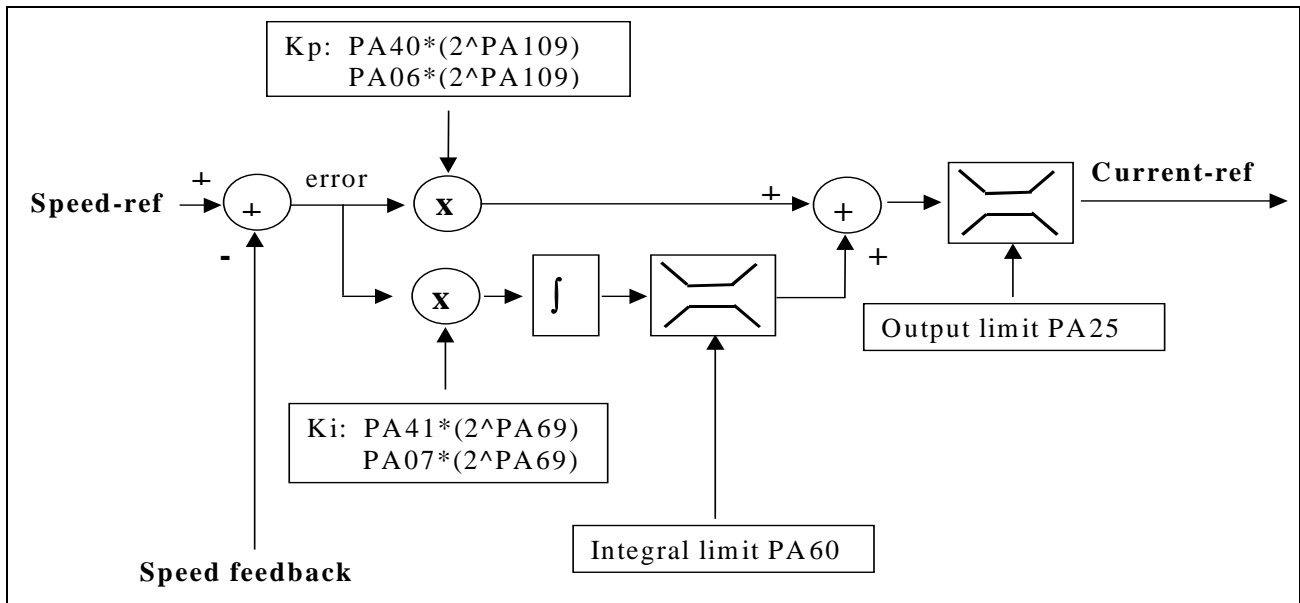 Kp: PA40*(2^PA109)
PA06*(2^PA109)
+
error
Speed-ref
+
x
+
+
Current-ref
-
+
x
∫
Output limit PA25
Ki: PA41*(2^PA69)
PA07*(2^PA69)
Integral limit PA60
Speed feedback